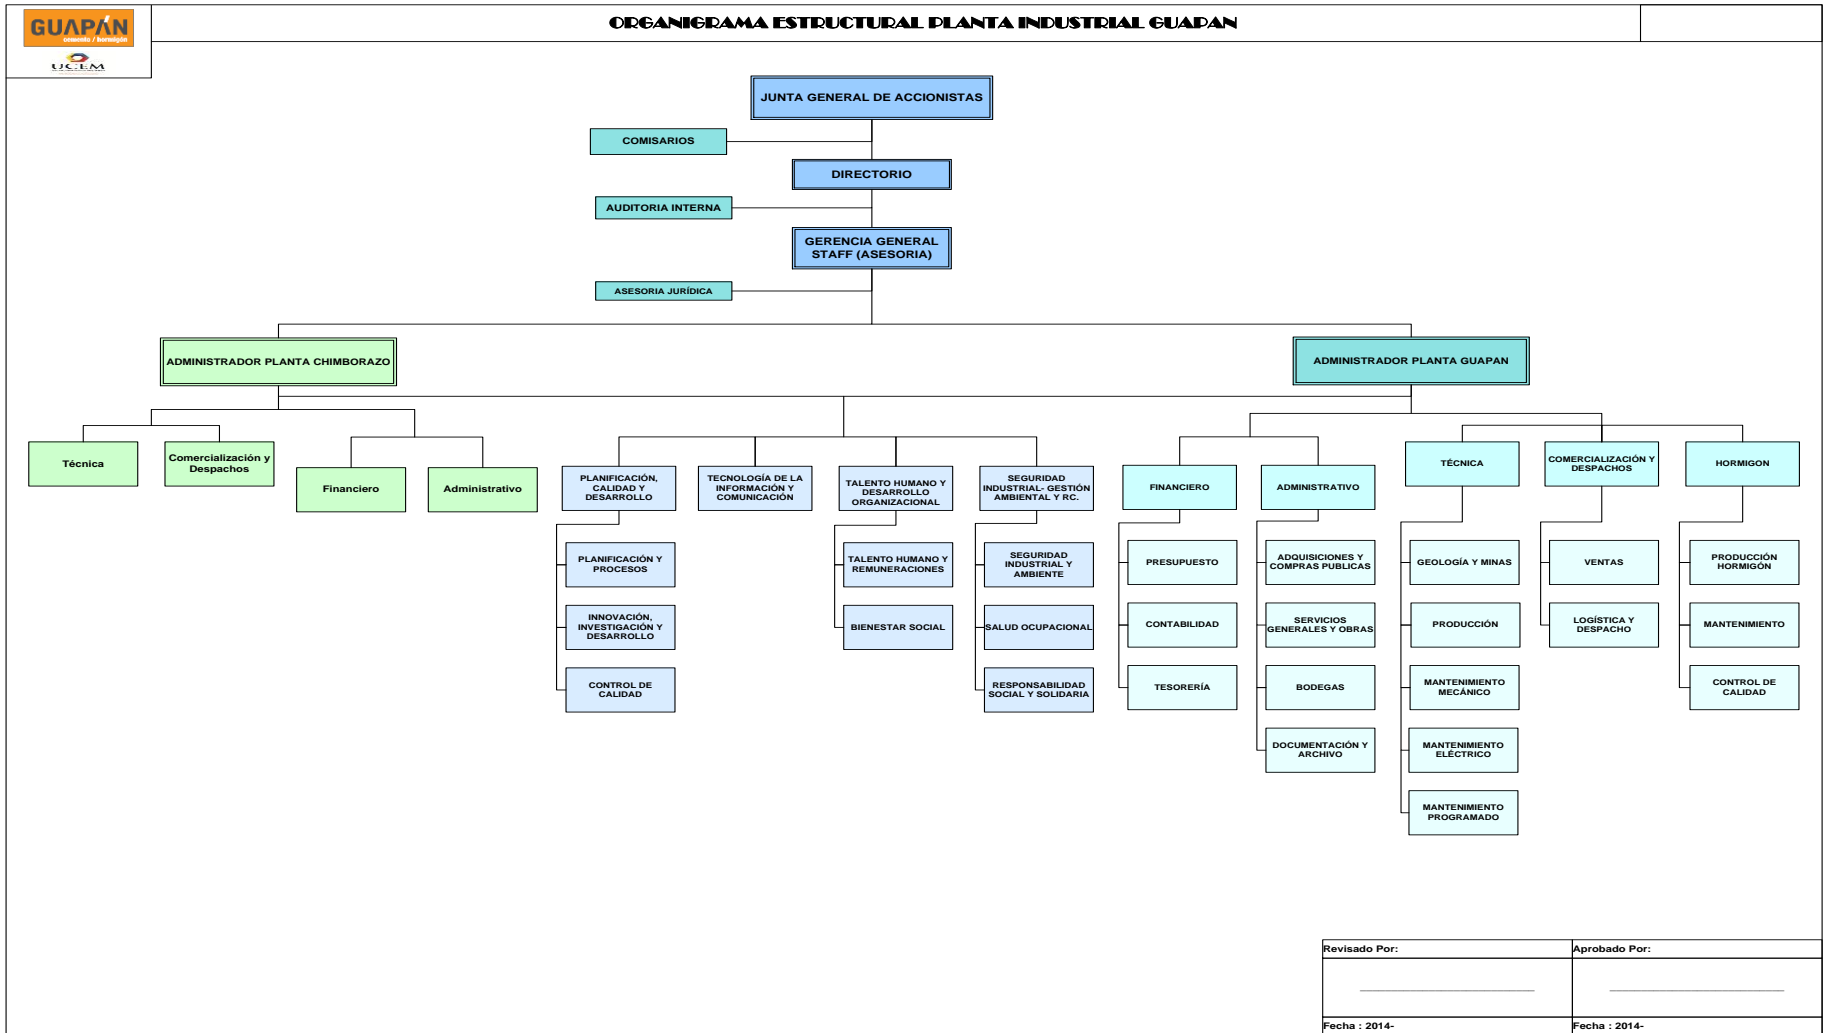 GUAPÁN
cemento / hormigón
UCEM
ORGANIGRAMA ESTRUCTURAL PLANTA INDUSTRIAL GUAPAN
JUNTA GENERAL DE ACCIONISTAS
COMISARIOS
DIRECTORIO
AUDITORIA INTERNA
GERENCIA GENERAL
STAFF (ASESORIA)
ASESORIA JURÍDICA
ADMINISTRADOR PLANTA CHIMBORAZO
ADMINISTRADOR PLANTA GUAPAN
Técnica
Comercialización y
Despachos
Financiero
Administrativo
PLANIFICACIÓN,
CALIDAD Y
DESARROLLO
TECNOLOGÍA DE LA
INFORMACIÓN Y
COMUNICACIÓN
TALENTO HUMANO Y
DESARROLLO
ORGANIZACIONAL
SEGURIDAD
INDUSTRIAL- GESTIÓN
AMBIENTAL Y RC.
FINANCIERO
ADMINISTRATIVO
TÉCNICA
COMERCIALIZACIÓN Y
DESPACHOS
HORMIGON
PLANIFICACIÓN Y
PROCESOS
INNOVACIÓN,
INVESTIGACIÓN Y
DESARROLLO
CONTROL DE
CALIDAD
TALENTO HUMANO Y
REMUNERACIONES
BIENESTAR SOCIAL
SEGURIDAD
INDUSTRIAL Y
AMBIENTE
SALUD OCUPACIONAL
RESPONSABILIDAD
SOCIAL Y SOLIDARIA
PRESUPUESTO
CONTABILIDAD
TESORERÍA
ADQUISICIONES Y
COMPRAS PUBLICAS
SERVICIOS
GENERALES Y OBRAS
BODEGAS
DOCUMENTACIÓN Y
ARCHIVO
GEOLOGÍA Y MINAS
PRODUCCIÓN
MANTENIMIENTO
MECÁNICO
MANTENIMIENTO
ELÉCTRICO
MANTENIMIENTO
PROGRAMADO
VENTAS
LOGÍSTICA Y
DESPACHO
PRODUCCIÓN
HORMIGÓN
MANTENIMIENTO
CONTROL DE
CALIDAD
Revisado Por:
Aprobado Por:
Fecha : 2014-
Fecha : 2014-